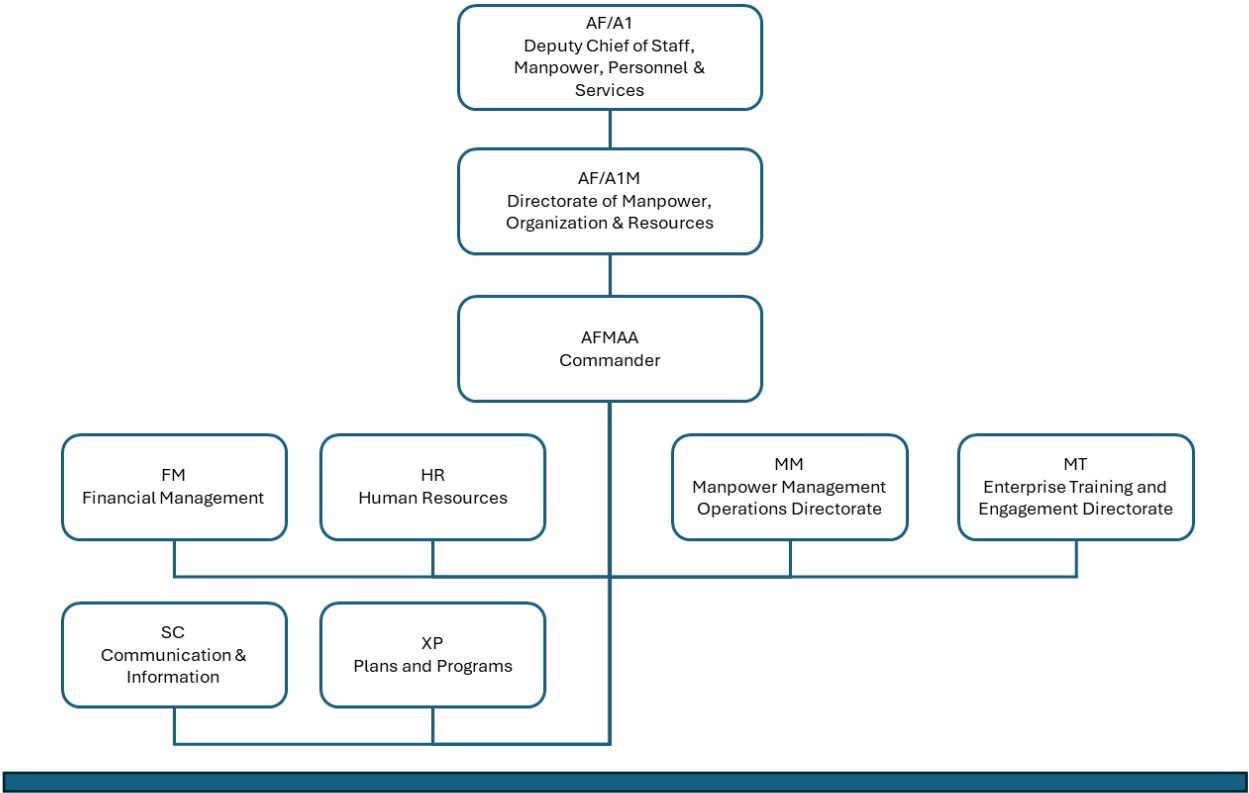 AF/A1
Deputy Chief of Staff,
Manpower, Personnel &
Services
AF/A1M
Directorate of Manpower,
Organization & Resources
AFMAA
Commander
FM
Financial Management
HR
Human Resources
MM
Manpower Management
Operations Directorate
MT
Enterprise Training and
Engagement Directorate
SC
Communication &
Information
XP
Plans and Programs